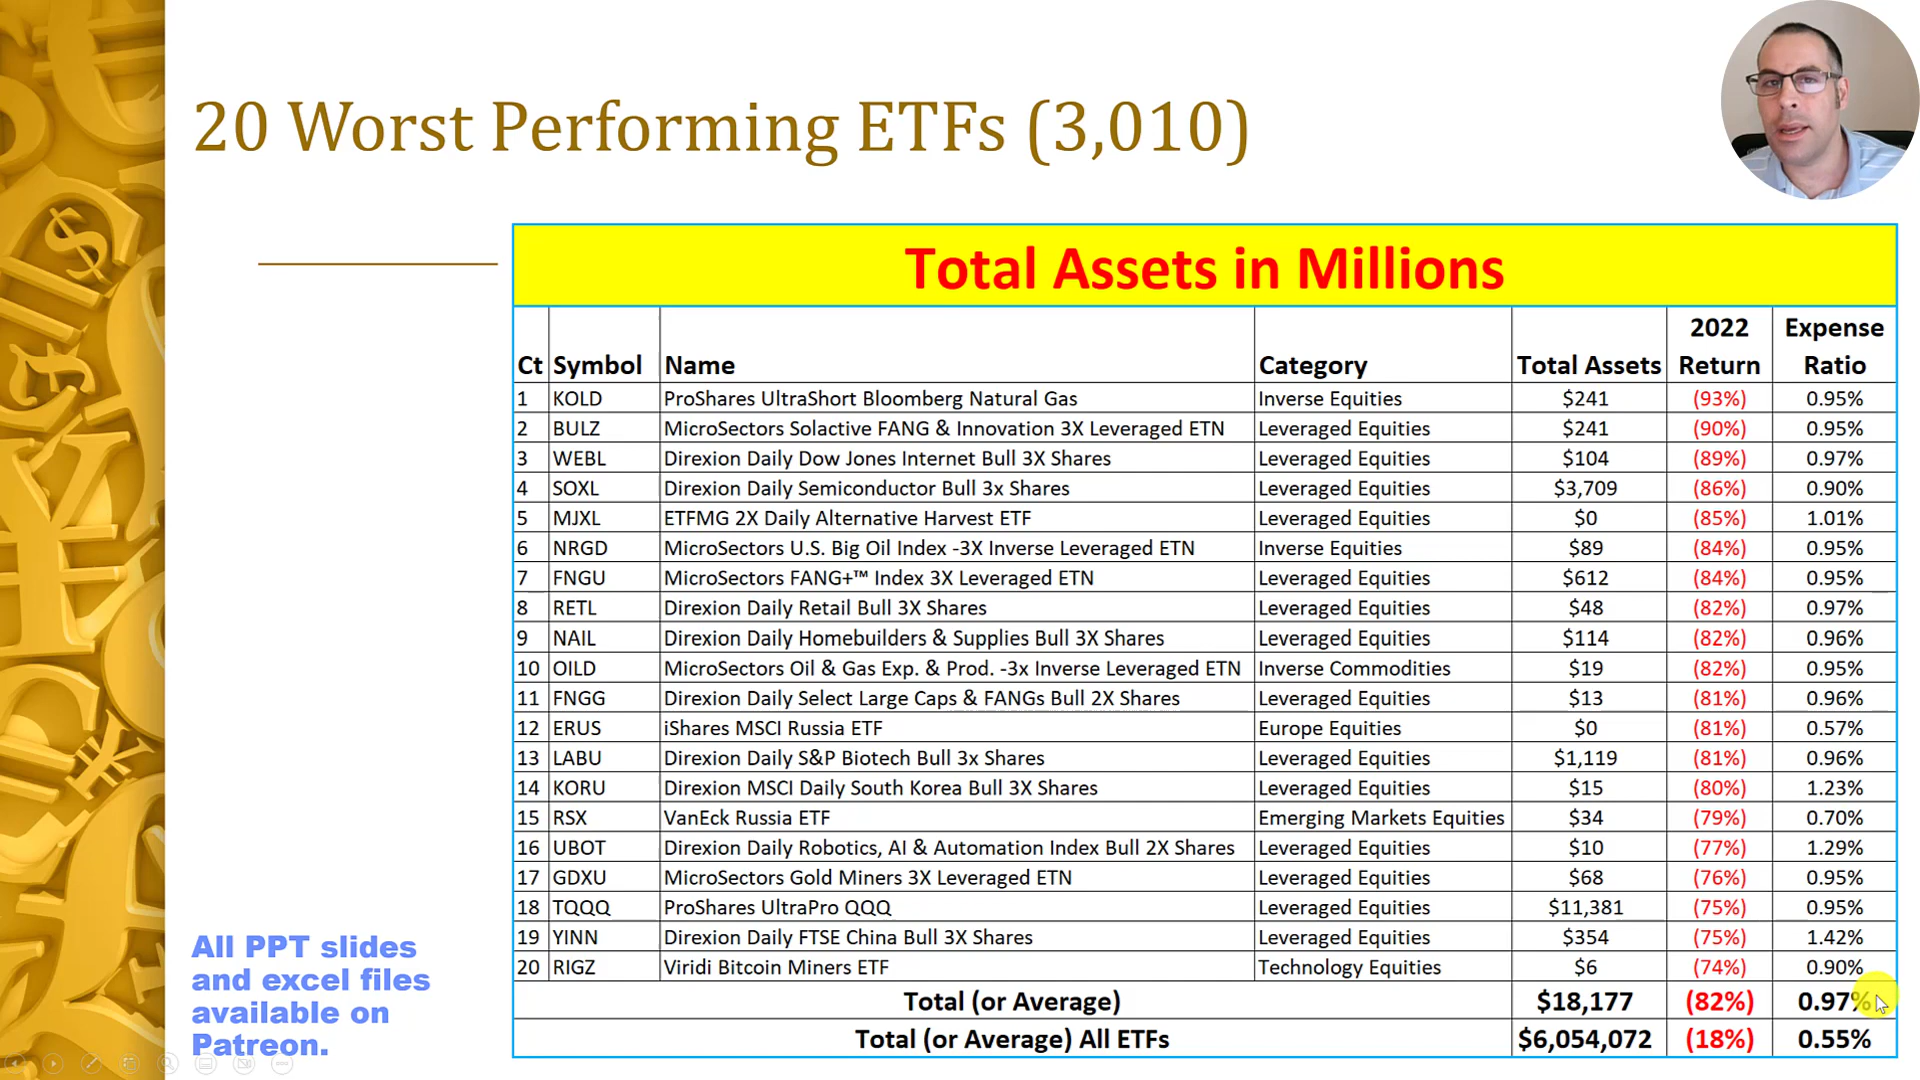 20 Worst Performing ETFs (3,010)
Total Assets in Millions
Ct Symbol Name Category Total Assets 2022 Return Expense Ratio
1 KOLD ProShares UltraShort Bloomberg Natural Gas Inverse Equities $241 (93%) 0.95%
2 BULZ MicroSectors Solactive FANG & Innovation 3X Leveraged ETN Leveraged Equities $241 (90%) 0.95%
3 WEBL Direxion Daily Dow Jones Internet Bull 3X Shares Leveraged Equities $104 (89%) 0.97%
4 SOXL Direxion Daily Semiconductor Bull 3x Shares Leveraged Equities $3,709 (86%) 0.90%
5 MJXL ETFMG 2X Daily Alternative Harvest ETF Leveraged Equities $0 (85%) 1.01%
6 NRGD MicroSectors U.S. Big Oil Index -3X Inverse Leveraged ETN Inverse Equities $89 (84%) 0.95%
7 FNGU MicroSectors FANG+™ Index 3X Leveraged ETN Leveraged Equities $612 (84%) 0.95%
8 RETL Direxion Daily Retail Bull 3X Shares Leveraged Equities $48 (82%) 0.97%
9 NAIL Direxion Daily Homebuilders & Supplies Bull 3X Shares Leveraged Equities $114 (82%) 0.96%
10 OILD MicroSectors Oil & Gas Exp. & Prod. -3x Inverse Leveraged ETN Inverse Commodities $19 (82%) 0.95%
11 FNGG Direxion Daily Select Large Caps & FANGs Bull 2X Shares Leveraged Equities $13 (81%) 0.96%
12 ERUS iShares MSCI Russia ETF Europe Equities $0 (81%) 0.57%
13 LABU Direxion Daily S&P Biotech Bull 3x Shares Leveraged Equities $1,119 (81%) 0.96%
14 KORU Direxion MSCI Daily South Korea Bull 3X Shares Leveraged Equities $15 (80%) 1.23%
15 RSX VanEck Russia ETF Emerging Markets Equities $34 (79%) 0.70%
16 UBOT Direxion Daily Robotics, AI & Automation Index Bull 2X Shares Leveraged Equities $10 (77%) 1.29%
17 GDXU MicroSectors Gold Miners 3X Leveraged ETN Leveraged Equities $68 (76%) 0.95%
18 TQQQ ProShares UltraPro QQQ Leveraged Equities $11,381 (75%) 0.95%
19 YINN Direxion Daily FTSE China Bull 3X Shares Leveraged Equities $354 (75%) 1.42%
20 RIGZ Viridi Bitcoin Miners ETF Technology Equities $6 (74%) 0.90%
Total (or Average) $18,177 (82%) 0.97%
Total (or Average) All ETFs $6,054,072 (18%) 0.55%
All PPT slides
and excel files
available on
Patreon.